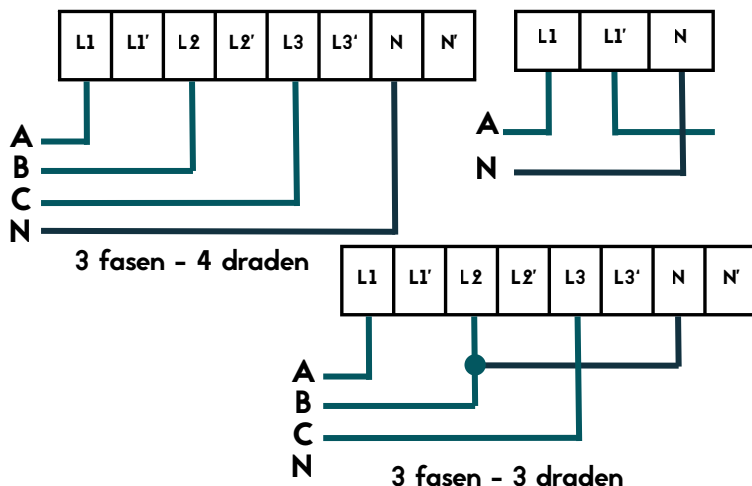 L1 L1' L2 L2' L3 L3' N N'
A
B
C
N
3 fasen - 4 draden
L1 L1' N
A
N
L1 L1' L2 L2' L3 L3' N N'
A
B
C
N
3 fasen - 3 draden